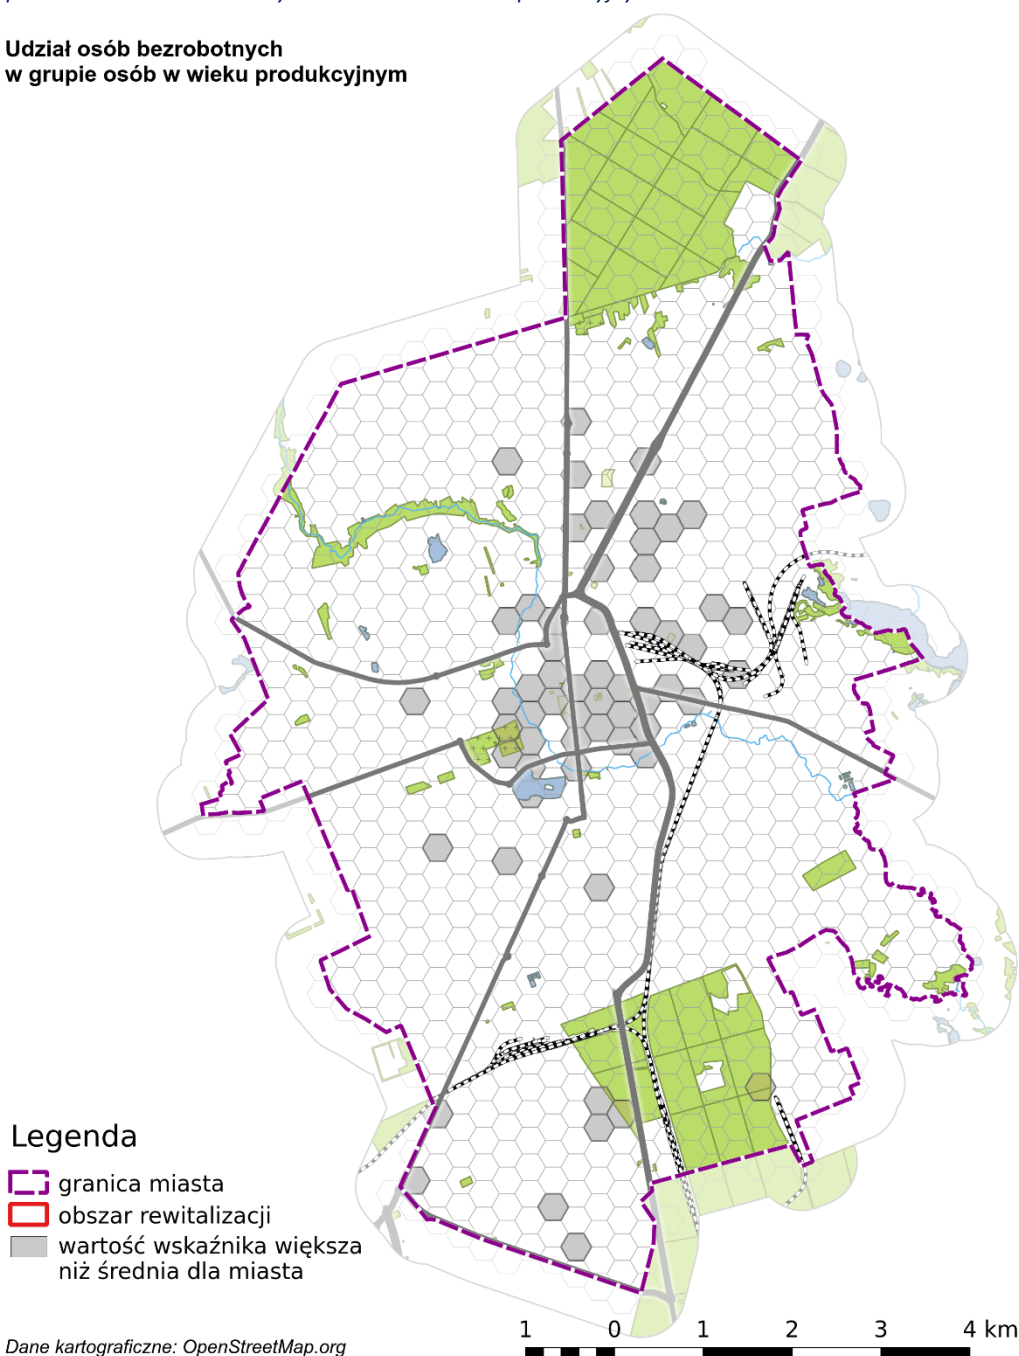 Udział osób bezrobotnych
w grupie osób w wieku produkcyjnym
Legenda
granica miasta
obszar rewitalizacji
wartość wskaźnika większa
niż średnia dla miasta
Dane kartograficzne: OpenStreetMap.org
1 0 1 2 3 4 km